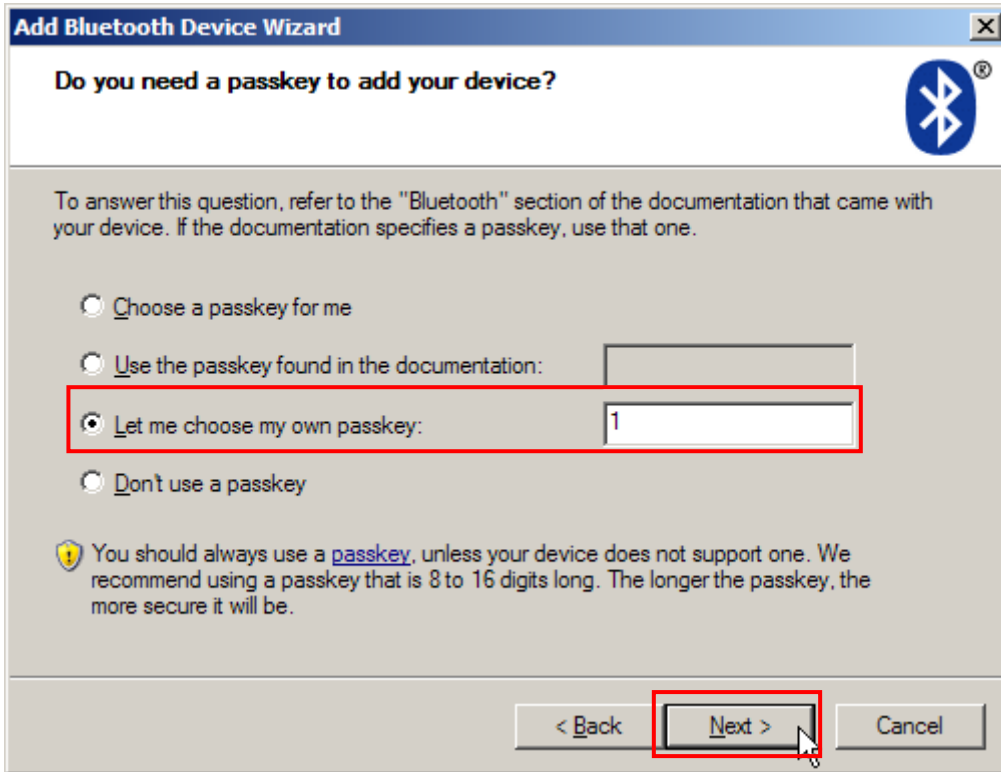 Add Bluetooth Device Wizard
Do you need a passkey to add your device?
®
To answer this question, refer to the "Bluetooth" section of the documentation that came with
your device. If the documentation specifies a passkey, use that one.
Choose a passkey for me
Use the passkey found in the documentation:
Let me choose my own passkey: 1
Don't use a passkey
You should always use a passkey, unless your device does not support one. We
recommend using a passkey that is 8 to 16 digits long. The longer the passkey, the
more secure it will be.
< Back Next > Cancel